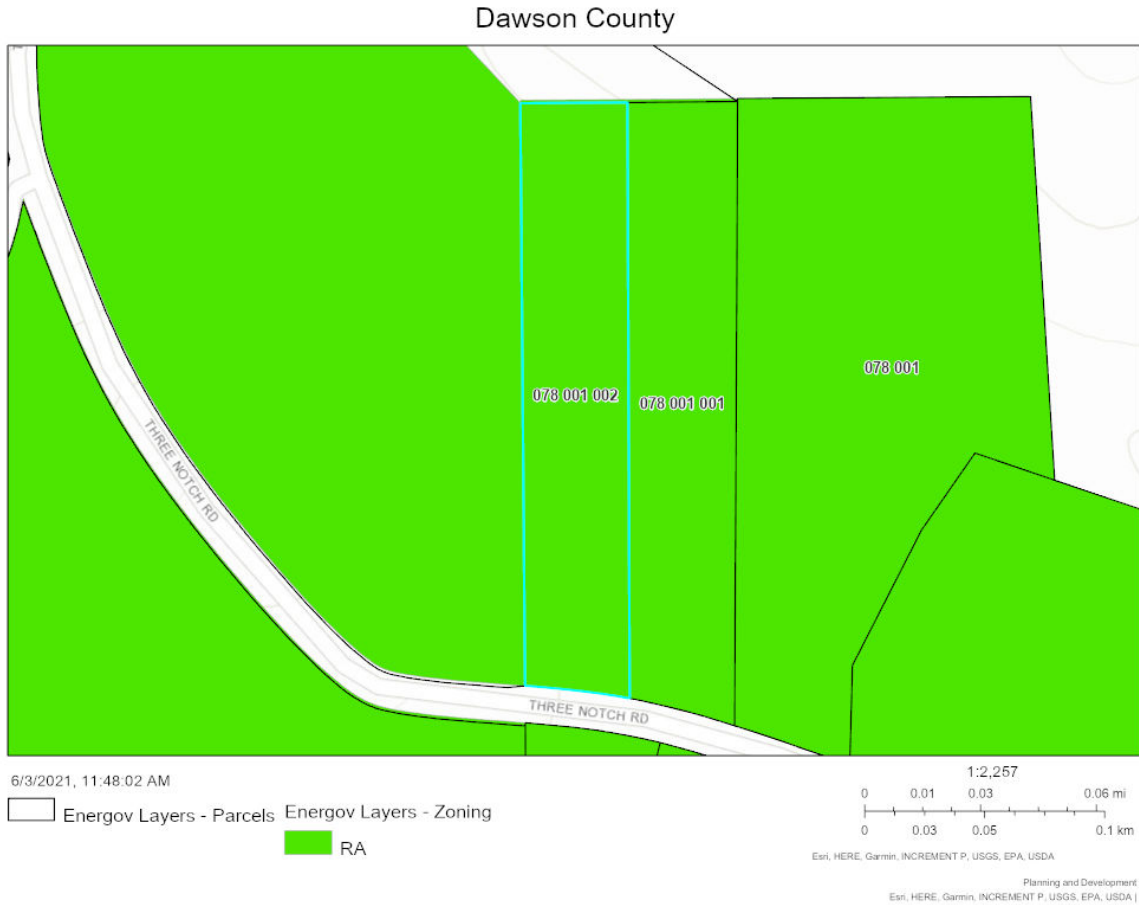 Dawson County
078 001
078 001 002
078 001 001
THREE NOTCH RD
THREE NOTCH RD
6/3/2021, 11:48:02 AM
Energov Layers - Parcels
Energov Layers - Zoning
RA
1:2,257
0 0.01 0.03 0.06 mi
0 0.03 0.05 0.1 km
Esri, HERE, Garmin, INCREMENT P, USGS, EPA, USDA
Planning and Development
Esri, HERE, Garmin, INCREMENT P, USGS, EPA, USDA |